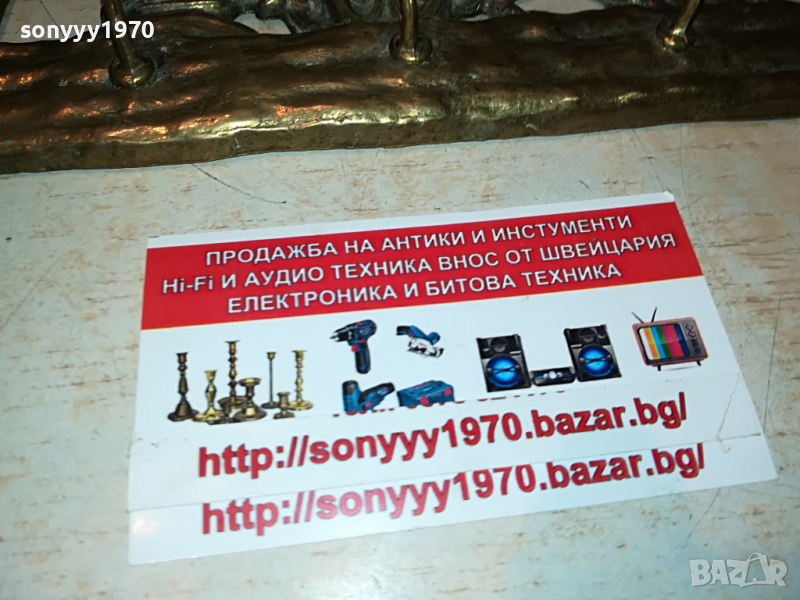 sonyyy1970
ПРОДАЖБА НА АНТИКИ И ИНСТУМЕНТИ
Hi-Fi И АУДИО ТЕХНИКА ВНОС ОТ ШВЕЙЦАРИЯ
ЕЛЕКТРОНИКА И БИТОВА ТЕХНИКА
http://sonyyy1970.bazar.bg/
http://sonyyy1970.bazar.bg/
sonyyy1970
BAZAR